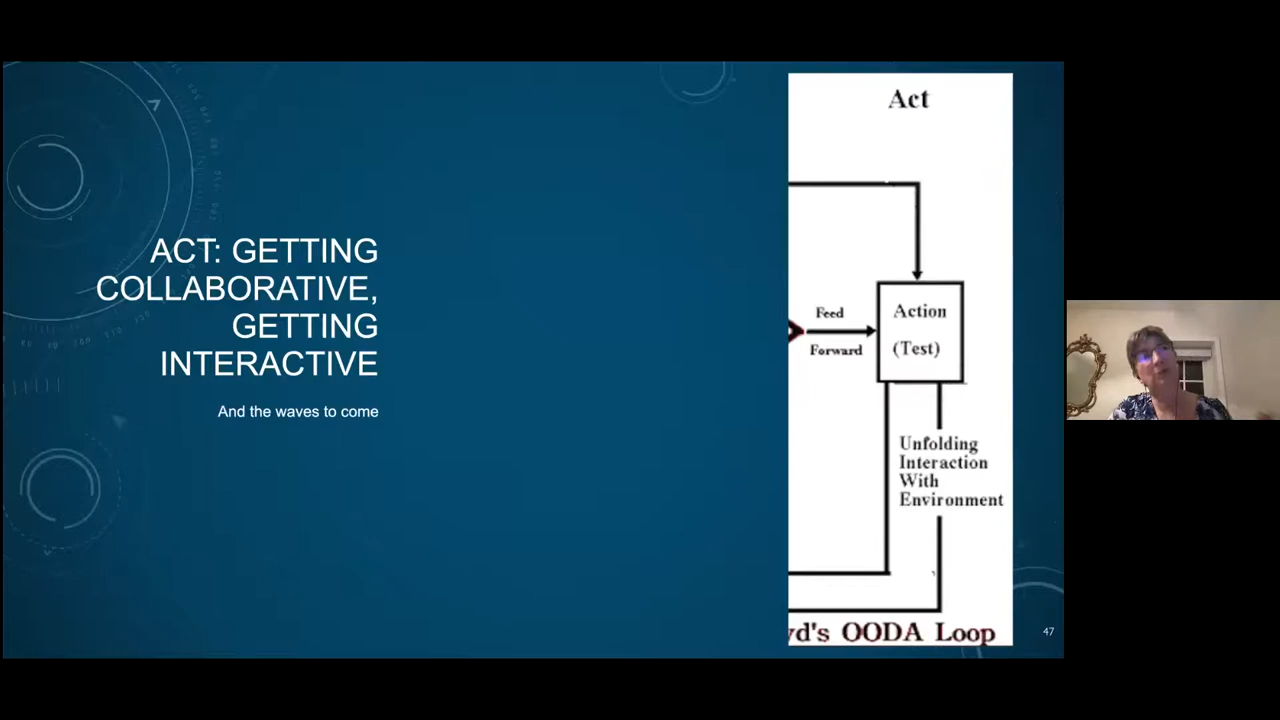 ACT: GETTING
COLLABORATIVE,
GETTING
INTERACTIVE
And the waves to come
Act
Feed
Forward
Action
(Test)
Unfolding
Interaction
With
Environment
yd's OODA Loop
47